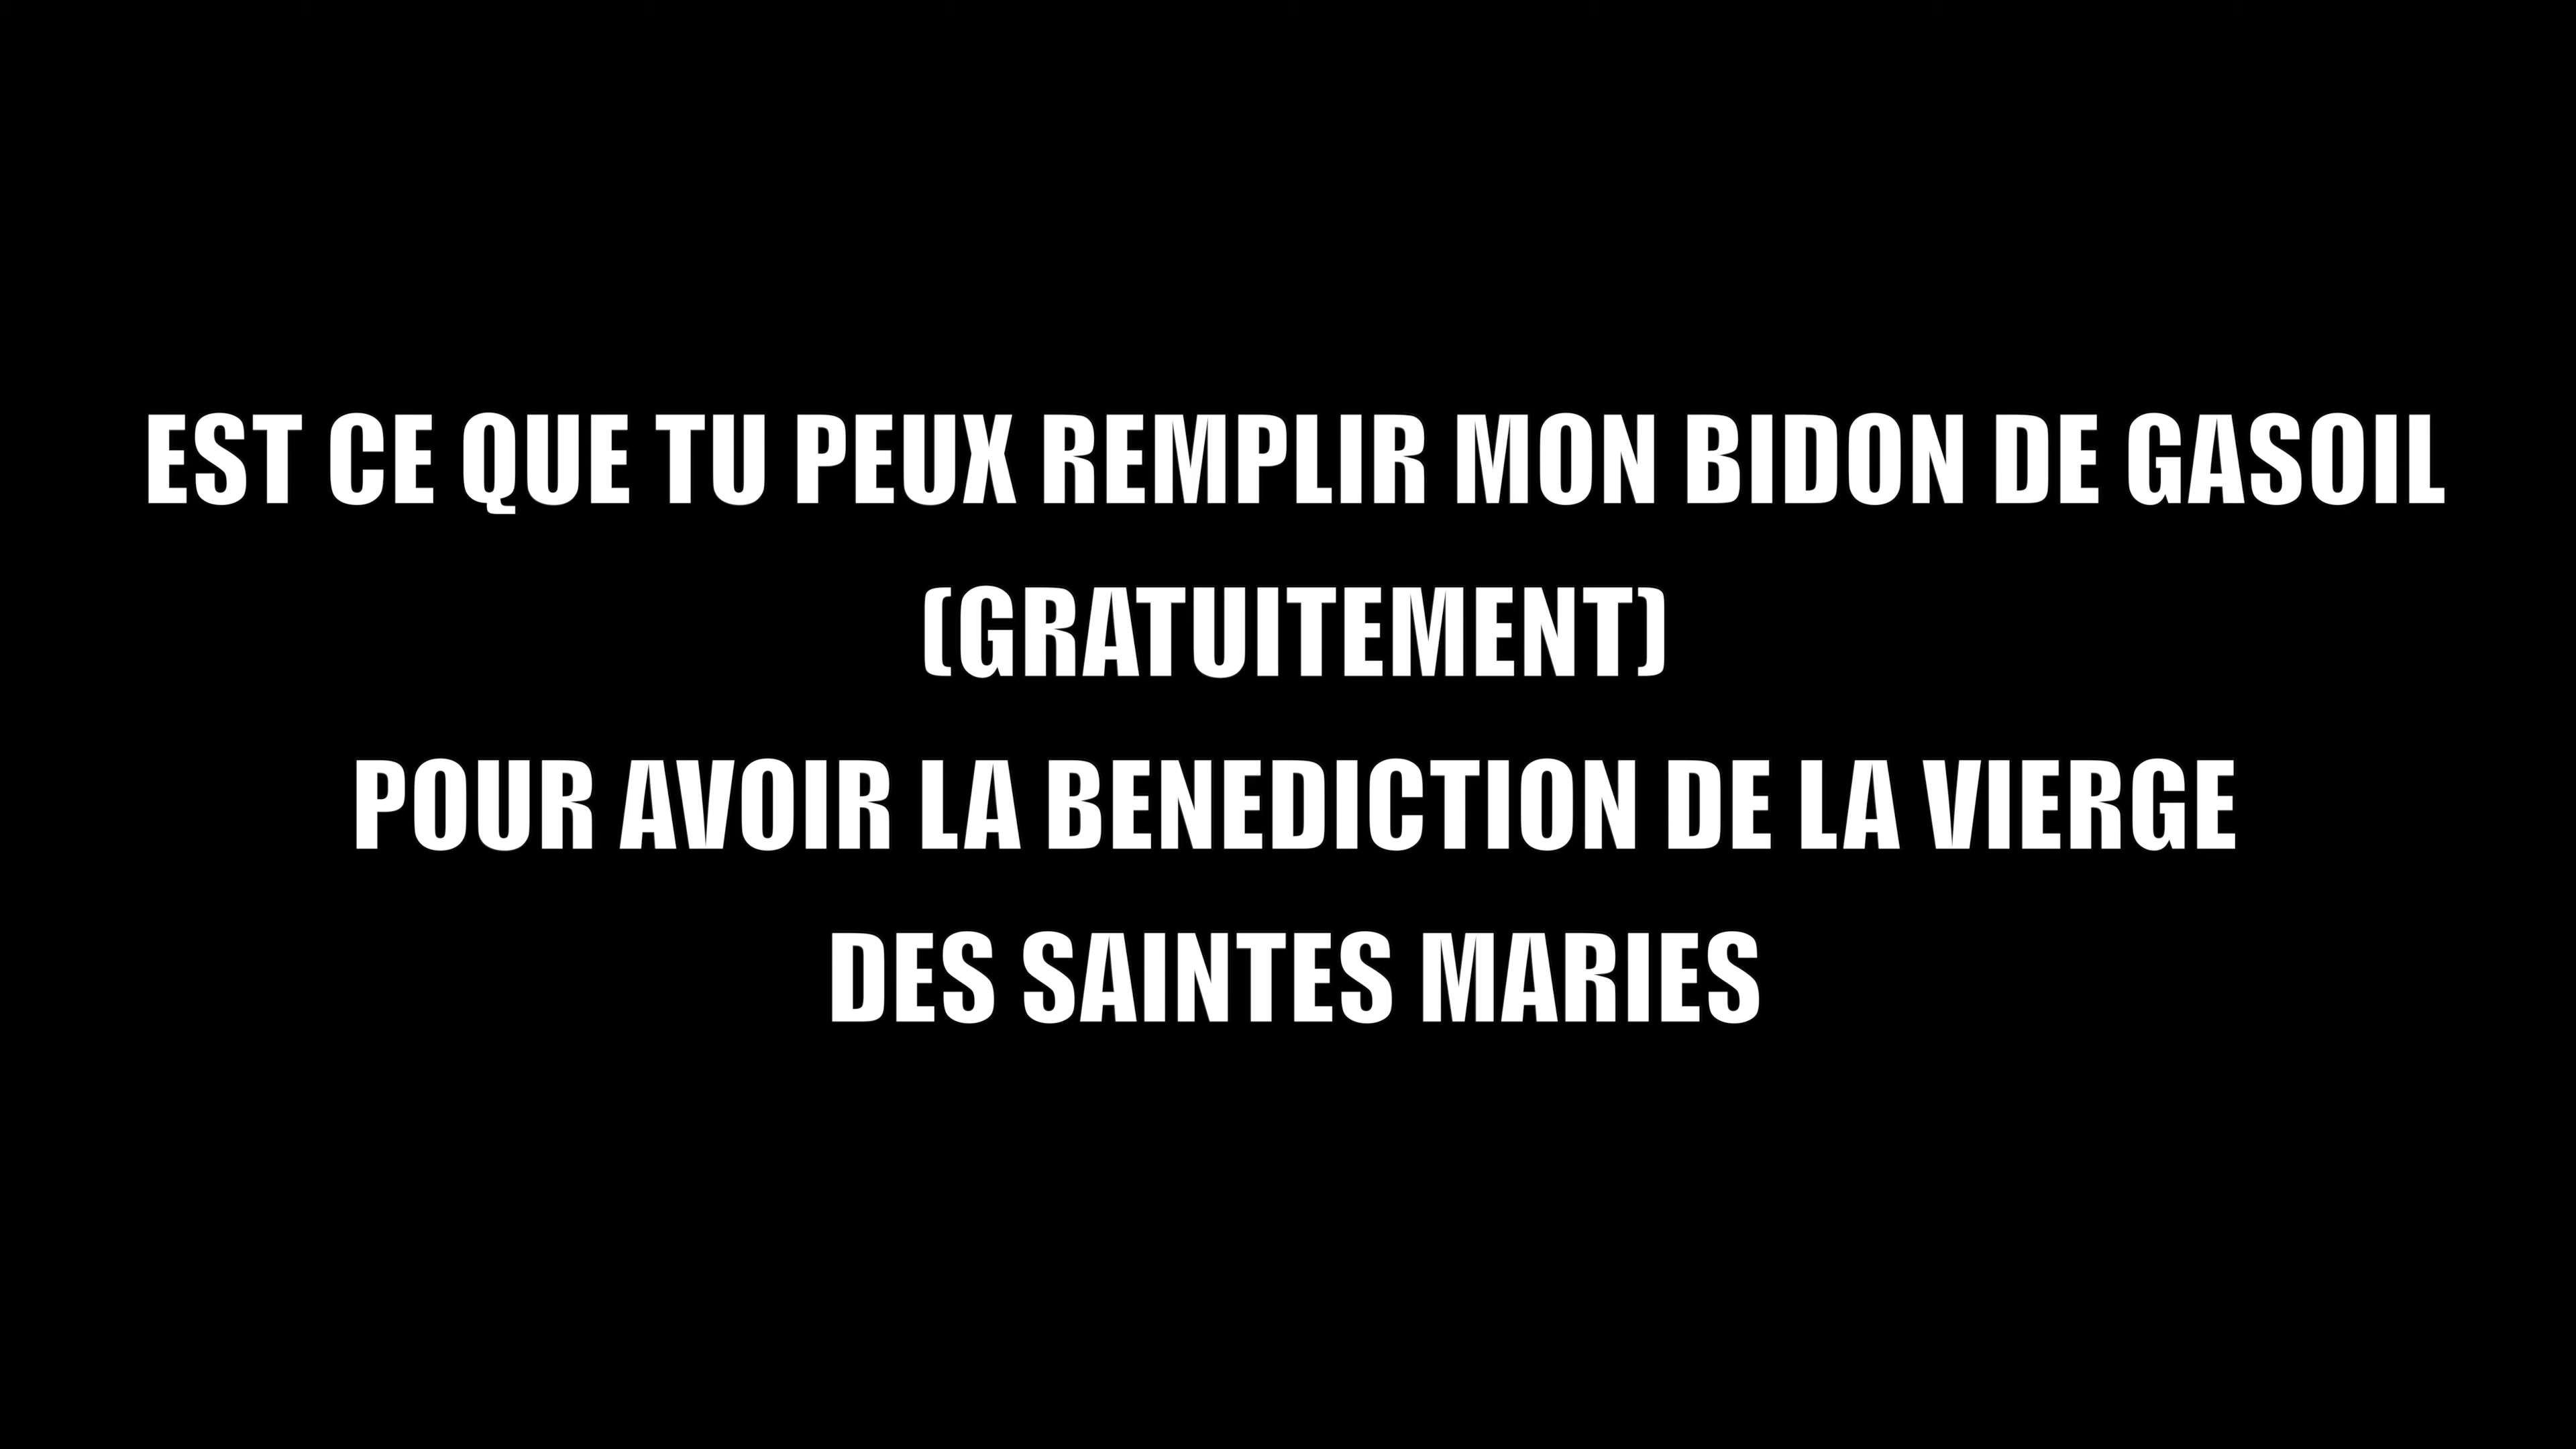 EST CE QUE TU PEUX REMPLIR MON BIDON DE GASOIL
(GRATUITEMENT)
POUR AVOIR LA BENEDICTION DE LA VIERGE
DES SAINTES MARIES